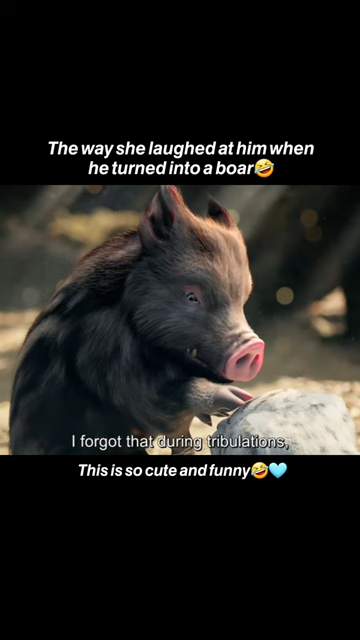 The way she laughed at him when
he turned into a boar🤣
I forgot that during tribulations,
This is so cute and funny🤣🩵